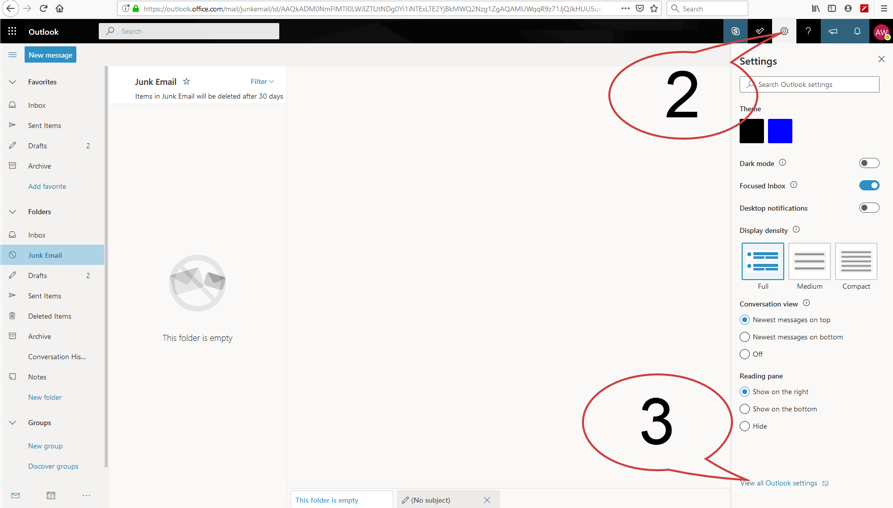 https://outlook.office.com/mail/junkemail/id/
Search
Outlook
Search
AW
New message
Favorites
Inbox
Sent Items
Drafts 2
Archive
Add favorite
Folders
Inbox
Junk Email
Drafts 2
Sent Items
Deleted Items
Archive
Conversation His...
Notes
New folder
Groups
New group
Discover groups
Junk Email
Filter
Items in Junk Email will be deleted after 30 days
This folder is empty
This folder is empty
(No subject)
2
3
Settings
Search Outlook settings
Theme
Dark mode
Focused Inbox
Desktop notifications
Display density
Full Medium Compact
Conversation view
Newest messages on top
Newest messages on bottom
Off
Reading pane
Show on the right
Show on the bottom
Hide
View all Outlook settings